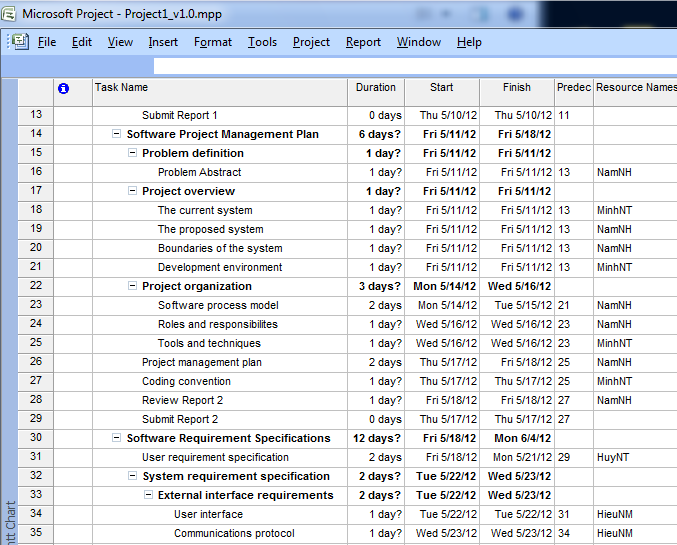 Microsoft Project - Project1_v1.0.mpp
File Edit View Insert Format Tools Project Report Window Help
Task Name Duration Start Finish Predec Resource Names
13 Submit Report 1 0 days Thu 5/10/12 Thu 5/10/12 11
14 Software Project Management Plan 6 days? Fri 5/11/12 Fri 5/18/12
15 Problem definition 1 day? Fri 5/11/12 Fri 5/11/12
16 Problem Abstract 1 day? Fri 5/11/12 Fri 5/11/12 13 NamNH
17 Project overview 1 day? Fri 5/11/12 Fri 5/11/12
18 The current system 1 day? Fri 5/11/12 Fri 5/11/12 13 MinhNT
19 The proposed system 1 day? Fri 5/11/12 Fri 5/11/12 13 NamNH
20 Boundaries of the system 1 day? Fri 5/11/12 Fri 5/11/12 13 NamNH
21 Development environment 1 day? Fri 5/11/12 Fri 5/11/12 13 MinhNT
22 Project organization 3 days? Mon 5/14/12 Wed 5/16/12
23 Software process model 2 days Mon 5/14/12 Tue 5/15/12 21 NamNH
24 Roles and responsibilites 1 day? Wed 5/16/12 Wed 5/16/12 23 NamNH
25 Tools and techniques 1 day? Wed 5/16/12 Wed 5/16/12 23 MinhNT
26 Project management plan 2 days Thu 5/17/12 Fri 5/18/12 25 NamNH
27 Coding convention 1 day? Thu 5/17/12 Thu 5/17/12 25 MinhNT
28 Review Report 2 1 day? Fri 5/18/12 Fri 5/18/12 27 NamNH
29 Submit Report 2 0 days Thu 5/17/12 Thu 5/17/12 27
30 Software Requirement Specifications 12 days? Fri 5/18/12 Mon 6/4/12
31 User requirement specification 2 days Fri 5/18/12 Mon 5/21/12 29 HuyNT
32 System requirement specification 2 days? Tue 5/22/12 Wed 5/23/12
33 External interface requirements 2 days? Tue 5/22/12 Wed 5/23/12
34 User interface 1 day? Tue 5/22/12 Tue 5/22/12 31 HieuNM
35 Communications protocol 1 day? Wed 5/23/12 Wed 5/23/12 34 HieuNM
ntt Chart